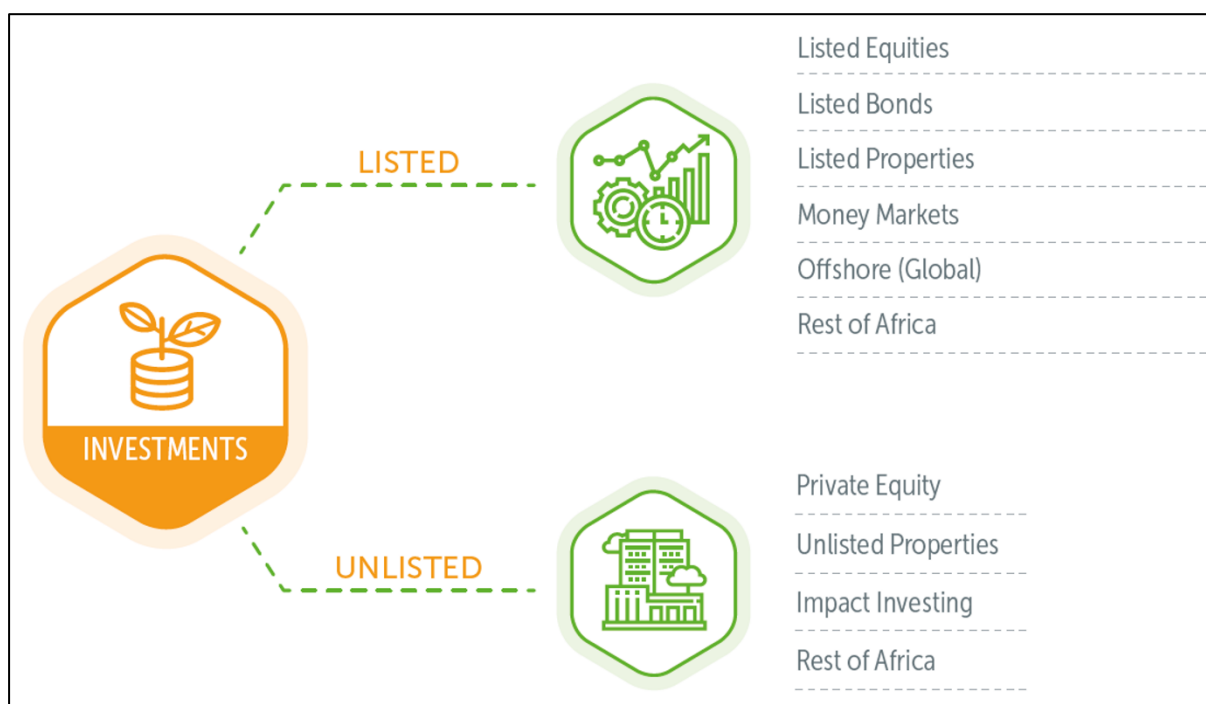 INVESTMENTS
LISTED
Listed Equities
Listed Bonds
Listed Properties
Money Markets
Offshore (Global)
Rest of Africa
UNLISTED
Private Equity
Unlisted Properties
Impact Investing
Rest of Africa